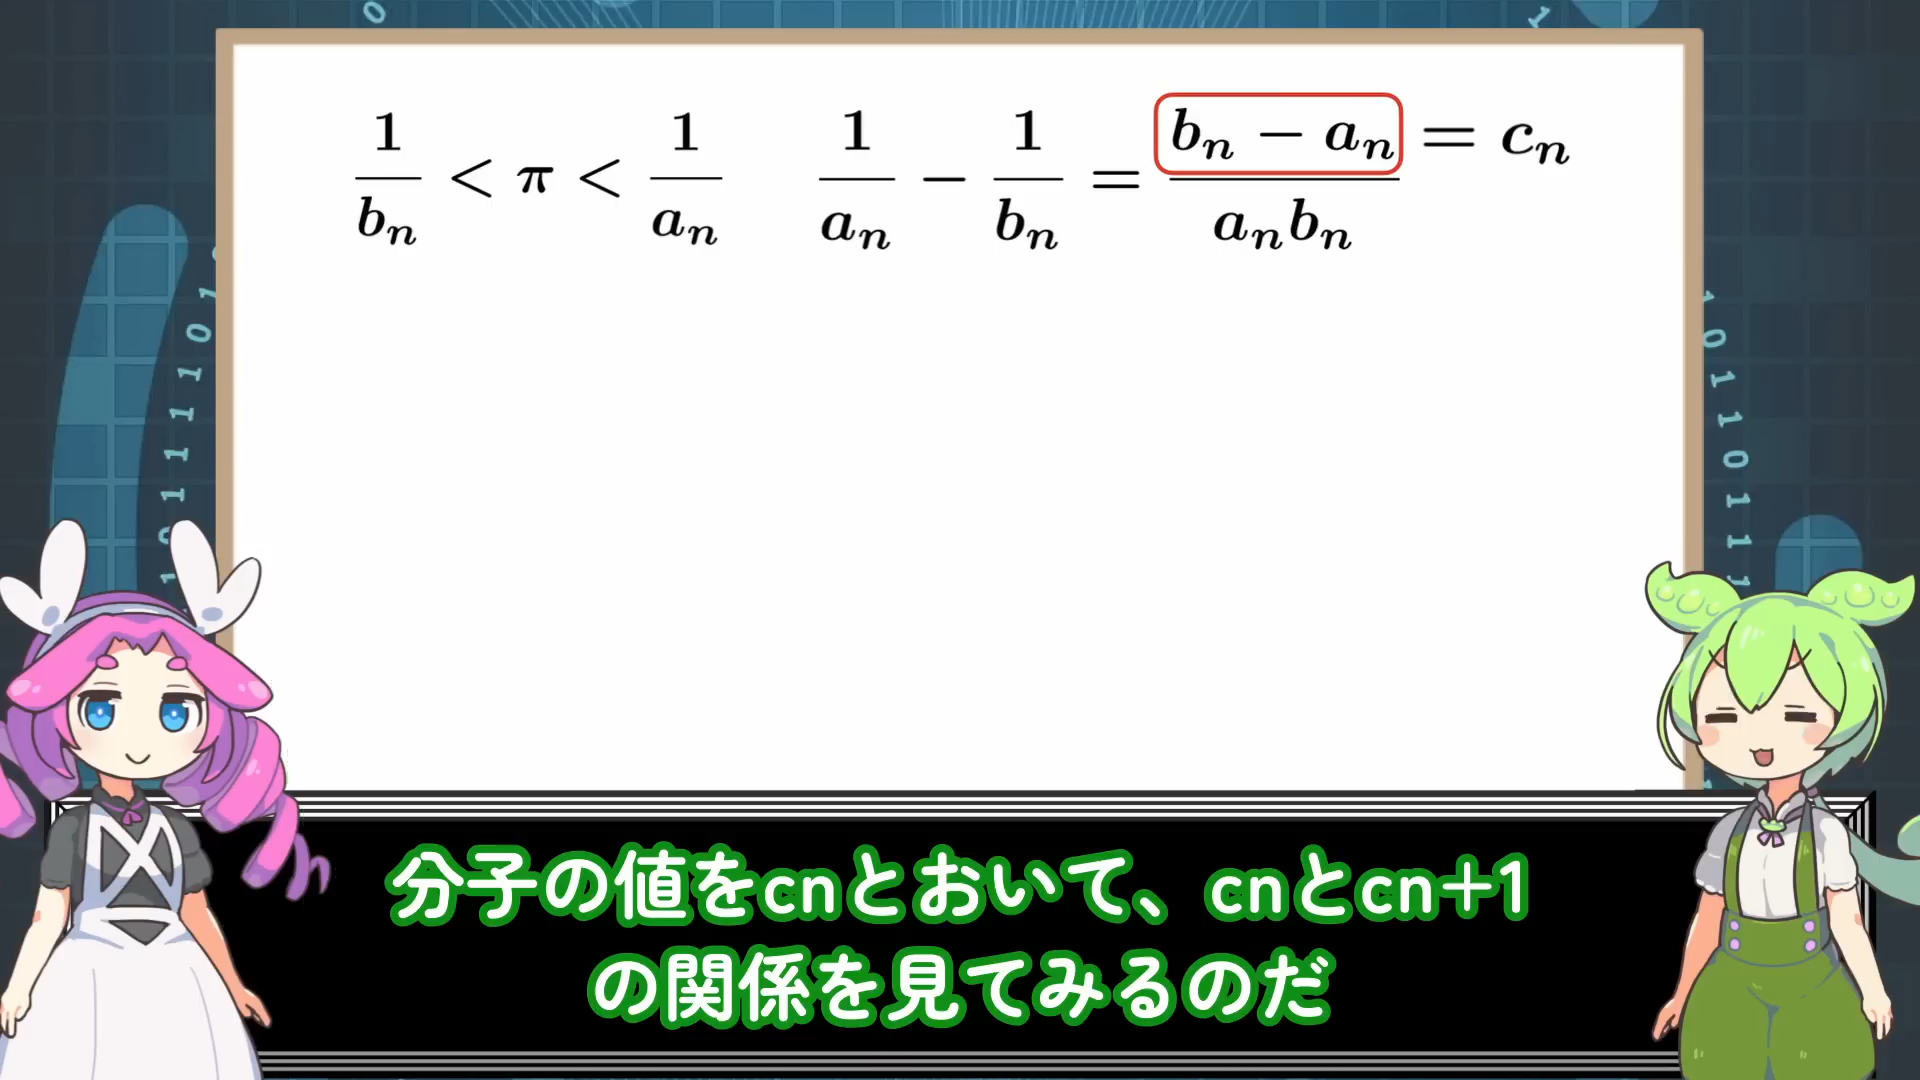 1/b_n < π < 1/a_n 1/a_n − 1/b_n = (b_n − a_n)/(a_n b_n) = c_n
分子の値をcnとおいて、cnとcn+1
の関係を見てみるのだ